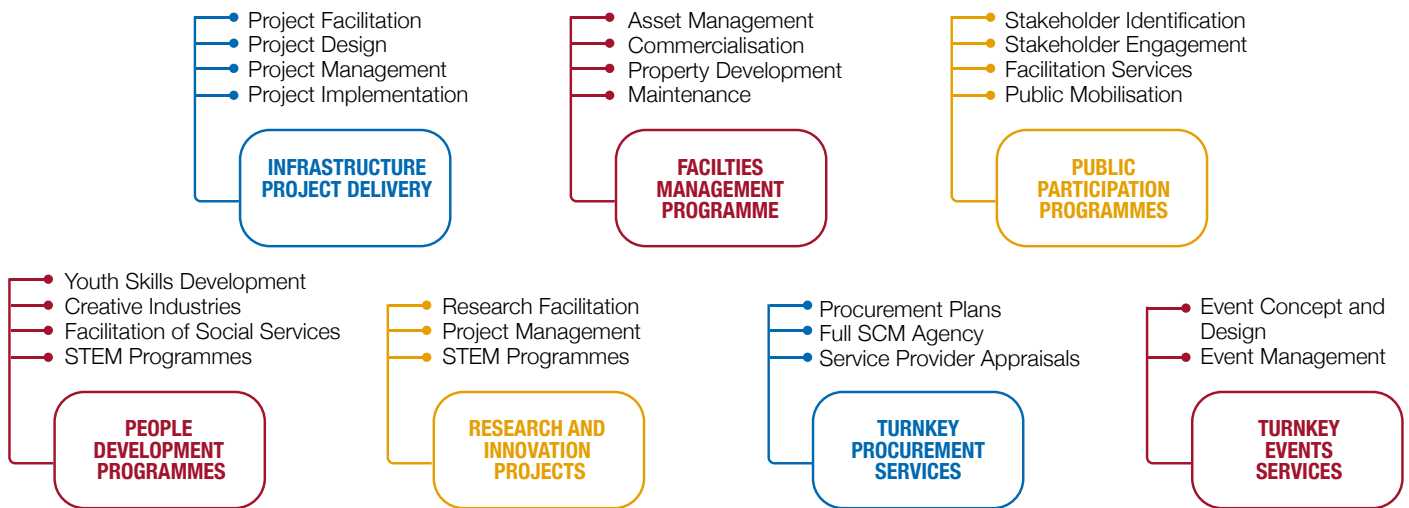 Project Facilitation
Project Design
Project Management
Project Implementation
INFRASTRUCTURE
PROJECT DELIVERY
Asset Management
Commercialisation
Property Development
Maintenance
FACILTIES
MANAGEMENT
PROGRAMME
Stakeholder Identification
Stakeholder Engagement
Facilitation Services
Public Mobilisation
PUBLIC
PARTICIPATION
PROGRAMMES
Youth Skills Development
Creative Industries
Facilitation of Social Services
STEM Programmes
PEOPLE
DEVELOPMENT
PROGRAMMES
Research Facilitation
Project Management
STEM Programmes
RESEARCH AND
INNOVATION
PROJECTS
Procurement Plans
Full SCM Agency
Service Provider Appraisals
TURNKEY
PROCUREMENT
SERVICES
Event Concept and
Design
Event Management
TURNKEY
EVENTS
SERVICES